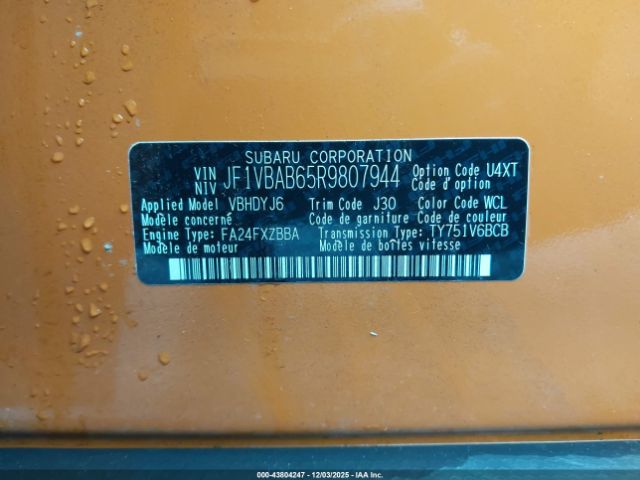 SUBARU CORPORATION
VIN NIV JF1VBAB65R9807944 Option Code U4XT
Code d'option
Applied Model VBHDYJ6 Trim Code J30 Color Code WCL
Modèle concerné Code de garniture Code de couleur
Engine Type: FA24FXZBBA Transmission Type: TY751V6BCB
Modèle de moteur Modèle de boîtes vitesse
000-43804247 - 12/03/2025 - IAA, Inc.